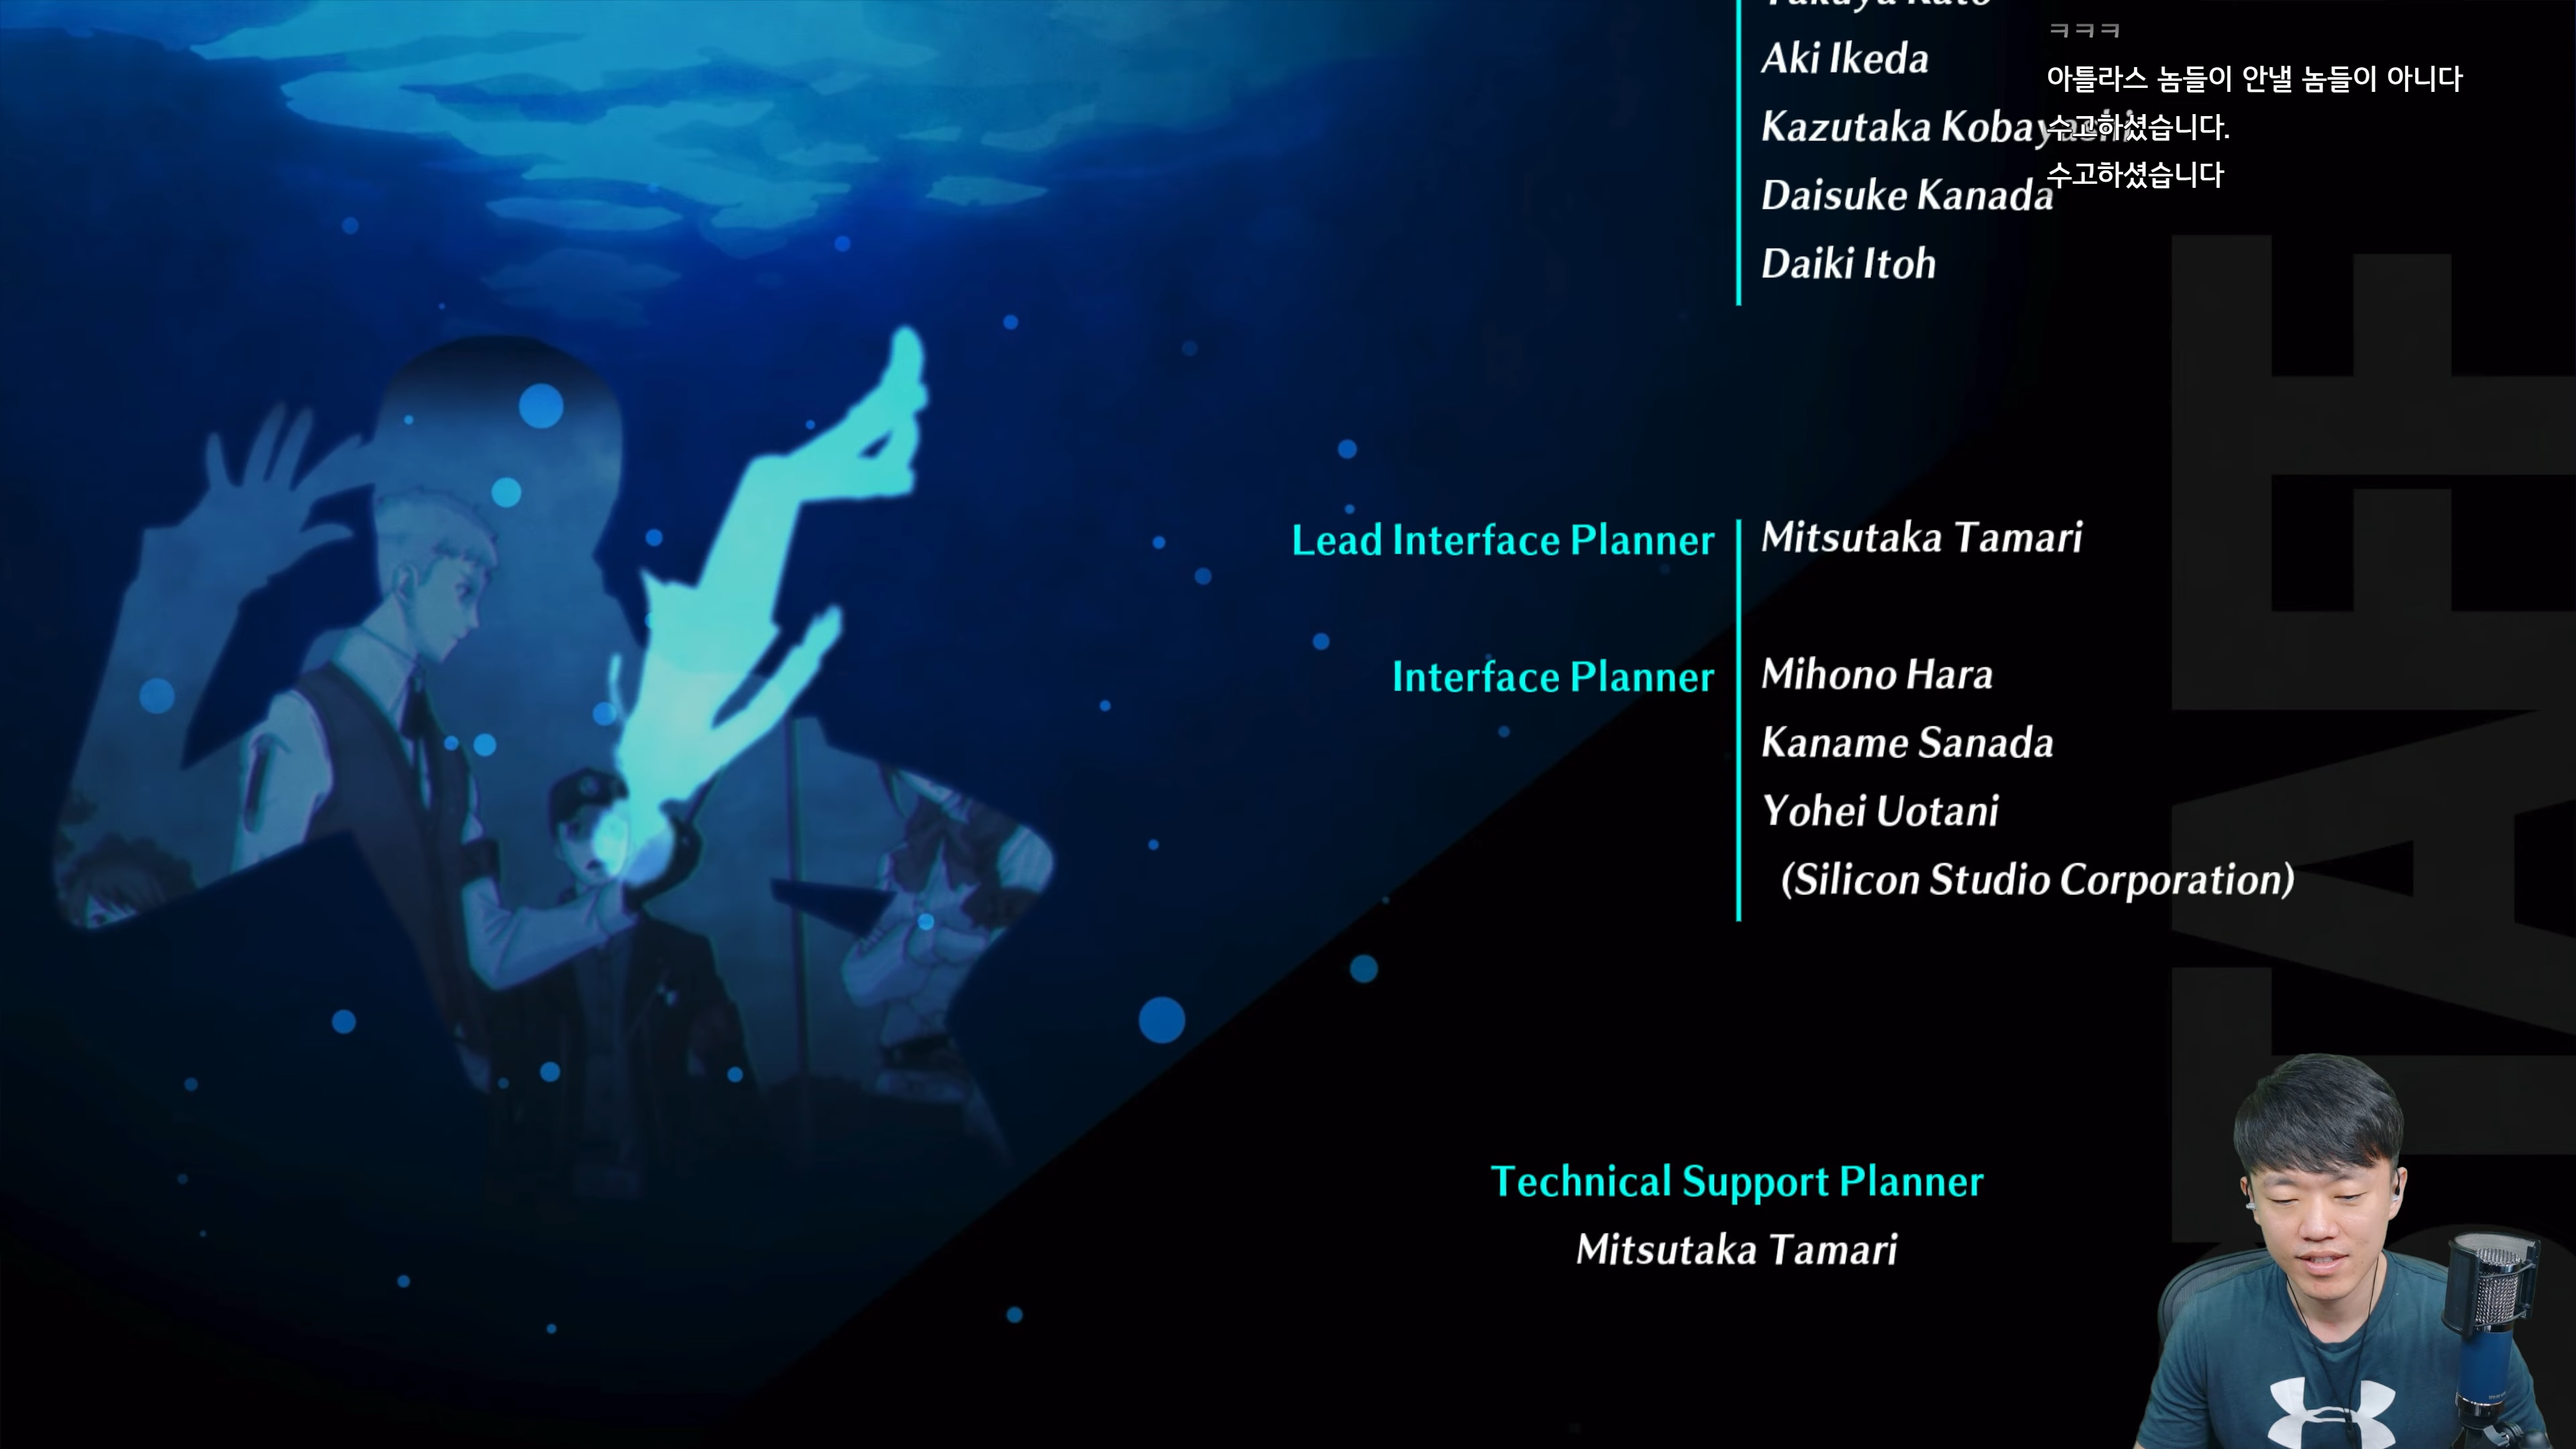 Takuya Kato
Aki Ikeda
Kazutaka Kobayashi
Daisuke Kanada
Daiki Itoh
ㅋㅋㅋ
아틀라스 놈들이 안낼 놈들이 아니다
수고하셨습니다.
수고하셨습니다
Lead Interface Planner
Mitsutaka Tamari
Interface Planner
Mihono Hara
Kaname Sanada
Yohei Uotani
(Silicon Studio Corporation)
Technical Support Planner
Mitsutaka Tamari
STAFF